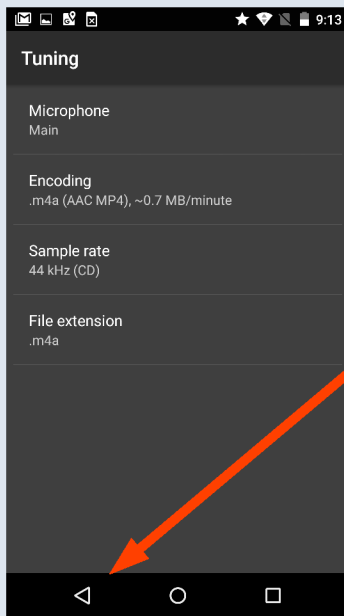 9:13
Tuning
Microphone
Main
Encoding
.m4a (AAC MP4), ~0.7 MB/minute
Sample rate
44 kHz (CD)
File extension
.m4a